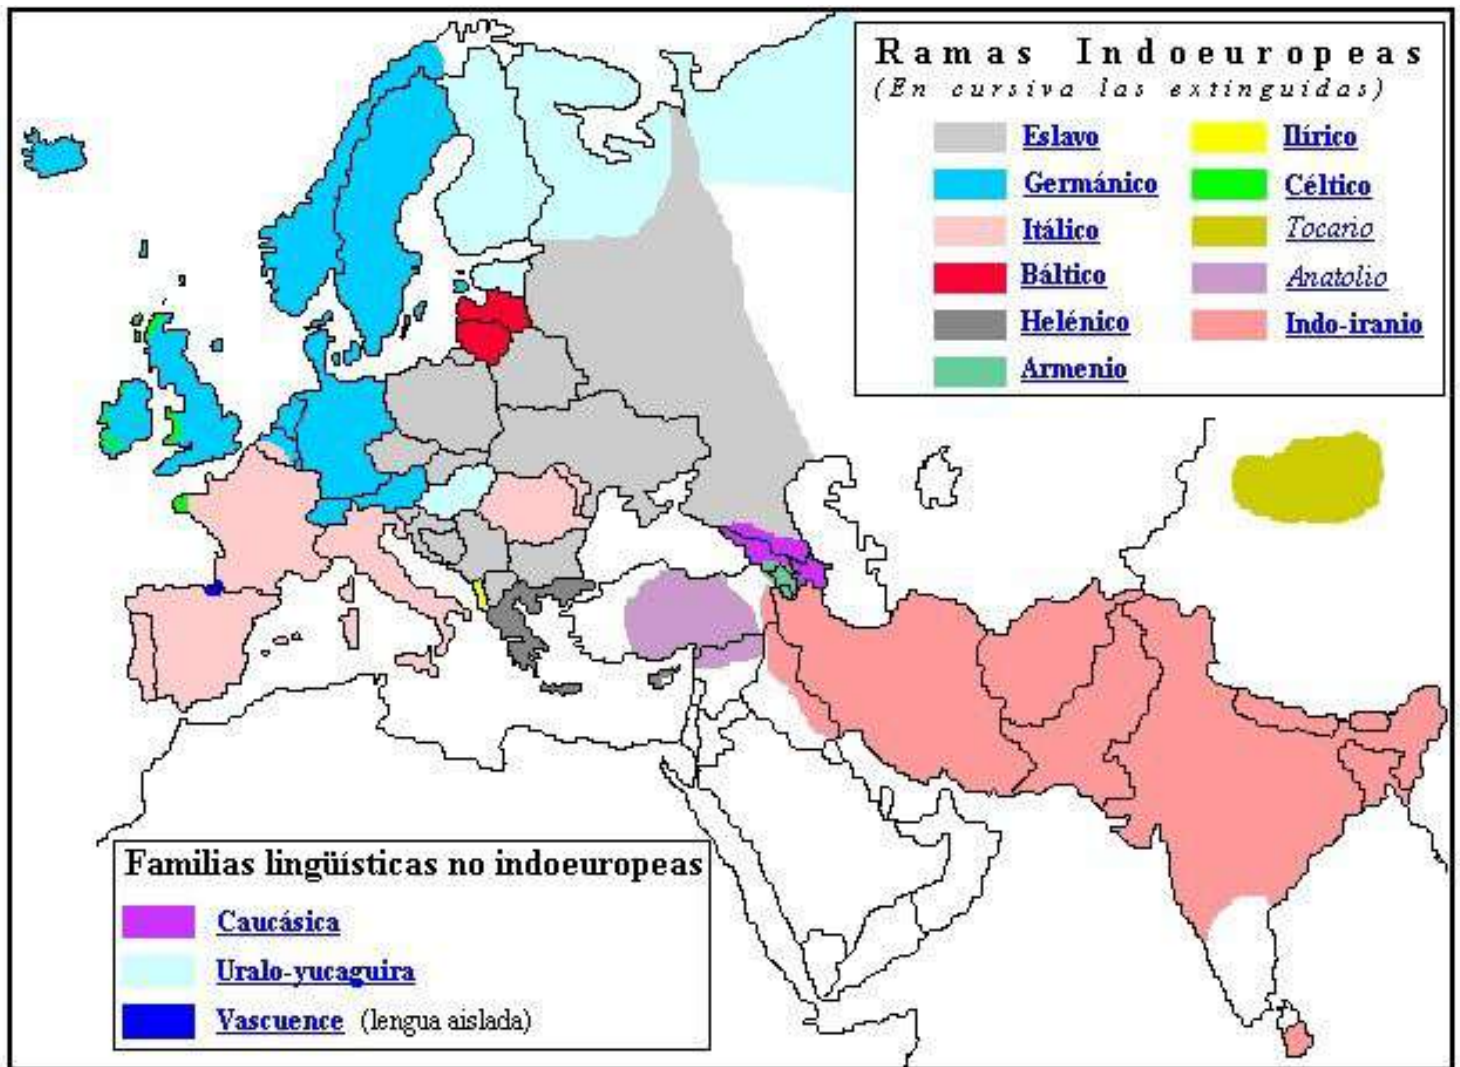 Ramas Indoeuropeas
(En cursiva las extinguidas)
Eslavo
Germánico
Itálico
Báltico
Helénico
Armenio
Ilírico
Céltico
Tocario
Anatolio
Indo-iranio
Familias lingüísticas no indoeuropeas
Caucásica
Uralo-yucaguira
Vascuence (lengua aislada)